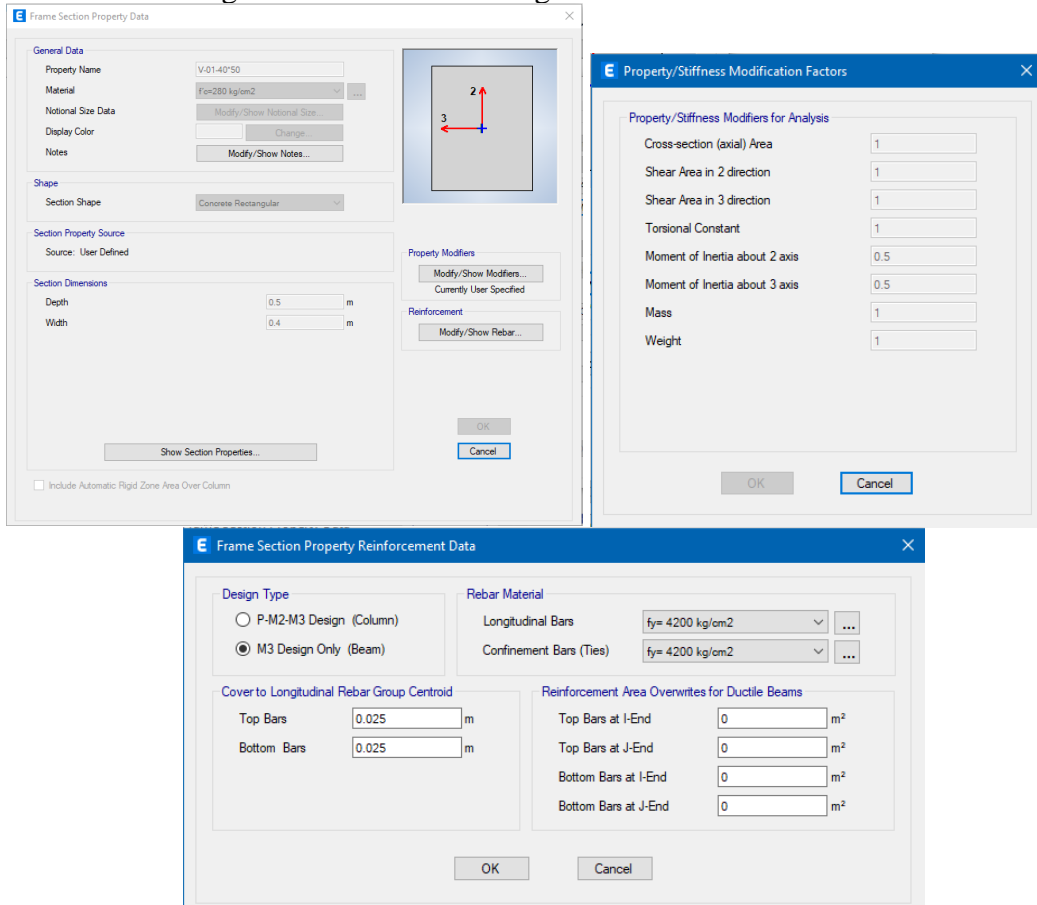 Frame Section Property Data
General Data
Property Name V-01-40*50
Material f'c=280 kg/cm2 ...
Notional Size Data Modify/Show Notional Size...
Display Color Change...
Notes Modify/Show Notes...
2
3
Shape
Section Shape Concrete Rectangular
Section Property Source
Source: User Defined
Section Dimensions
Depth 0.5 m
Width 0.4 m
Show Section Properties...
Include Automatic Rigid Zone Area Over Column
Property Modifiers
Modify/Show Modifiers...
Currently User Specified
Reinforcement
Modify/Show Rebar...
OK
Cancel
Property/Stiffness Modification Factors
Property/Stiffness Modifiers for Analysis
Cross-section (axial) Area 1
Shear Area in 2 direction 1
Shear Area in 3 direction 1
Torsional Constant 1
Moment of Inertia about 2 axis 0.5
Moment of Inertia about 3 axis 0.5
Mass 1
Weight 1
OK Cancel
Frame Section Property Reinforcement Data
Design Type
P-M2-M3 Design (Column)
M3 Design Only (Beam)
Rebar Material
Longitudinal Bars fy= 4200 kg/cm2 ...
Confinement Bars (Ties) fy= 4200 kg/cm2 ...
Cover to Longitudinal Rebar Group Centroid
Top Bars 0.025 m
Bottom Bars 0.025 m
Reinforcement Area Overwrites for Ductile Beams
Top Bars at I-End 0 m²
Top Bars at J-End 0 m²
Bottom Bars at I-End 0 m²
Bottom Bars at J-End 0 m²
OK Cancel